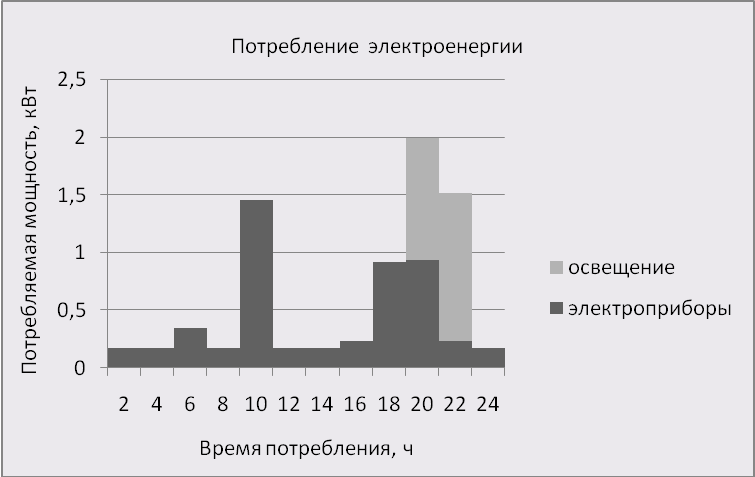 Потребление электроенергии
Потребляемая мощность, кВт
2,5
2
1,5
1
0,5
0
2 4 6 8 10 12 14 16 18 20 22 24
Время потребления, ч
освещение
электроприборы